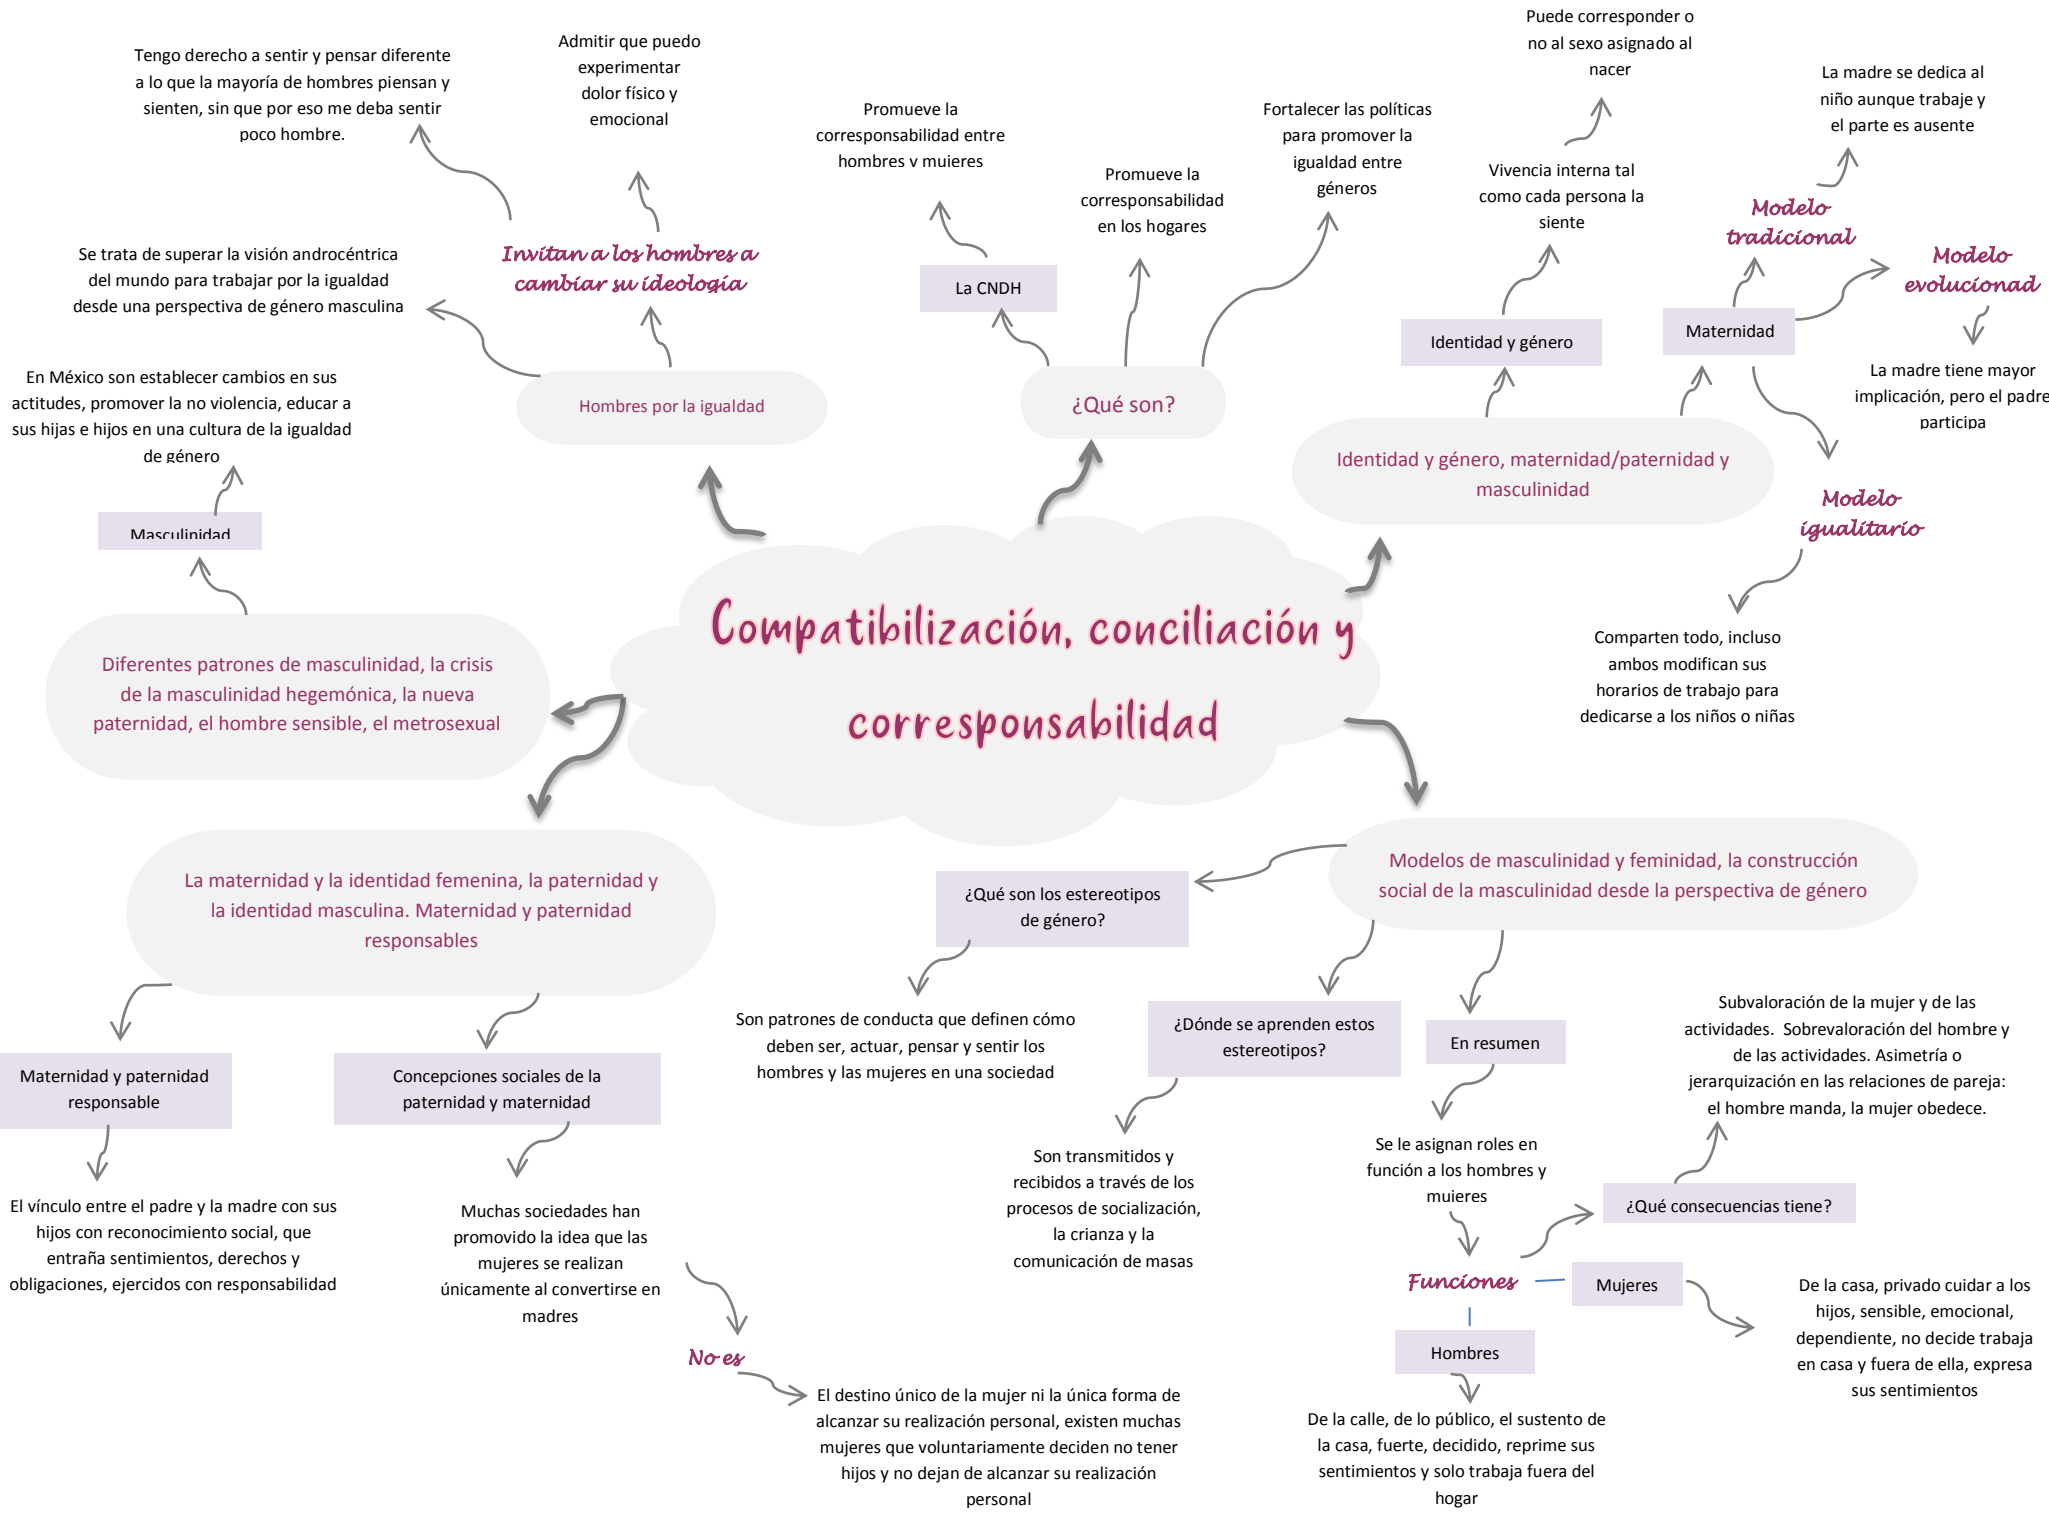 Compatibilización, conciliación y
corresponsabilidad
Hombres por la igualdad
Se trata de superar la visión androcéntrica
del mundo para trabajar por la igualdad
desde una perspectiva de género masculina
Invitan a los hombres a
cambiar su ideología
Tengo derecho a sentir y pensar diferente
a lo que la mayoría de hombres piensan y
sienten, sin que por eso me deba sentir
poco hombre.
Admitir que puedo
experimentar
dolor físico y
emocional
¿Qué son?
La CNDH
Promueve la
corresponsabilidad entre
hombres y mujeres
Promueve la
corresponsabilidad
en los hogares
Fortalecer las políticas
para promover la
igualdad entre
géneros
Identidad y género, maternidad/paternidad y
masculinidad
Identidad y género
Vivencia interna tal
como cada persona la
siente
Puede corresponder o
no al sexo asignado al
nacer
Maternidad
Modelo
tradicional
La madre se dedica al
niño aunque trabaje y
el parte es ausente
Modelo
evolucionad
La madre tiene mayor
implicación, pero el padre
participa
Modelo
igualitario
Comparten todo, incluso
ambos modifican sus
horarios de trabajo para
dedicarse a los niños o niñas
Diferentes patrones de masculinidad, la crisis
de la masculinidad hegemónica, la nueva
paternidad, el hombre sensible, el metrosexual
Masculinidad
En México son establecer cambios en sus
actitudes, promover la no violencia, educar a
sus hijas e hijos en una cultura de la igualdad
de género
La maternidad y la identidad femenina, la paternidad y
la identidad masculina. Maternidad y paternidad
responsables
Maternidad y paternidad
responsable
El vínculo entre el padre y la madre con sus
hijos con reconocimiento social, que
entraña sentimientos, derechos y
obligaciones, ejercidos con responsabilidad
Concepciones sociales de la
paternidad y maternidad
Muchas sociedades han
promovido la idea que las
mujeres se realizan
únicamente al convertirse en
madres
No es
El destino único de la mujer ni la única forma de
alcanzar su realización personal, existen muchas
mujeres que voluntariamente deciden no tener
hijos y no dejan de alcanzar su realización
personal
Modelos de masculinidad y feminidad, la construcción
social de la masculinidad desde la perspectiva de género
¿Qué son los estereotipos
de género?
Son patrones de conducta que definen cómo
deben ser, actuar, pensar y sentir los
hombres y las mujeres en una sociedad
¿Dónde se aprenden estos
estereotipos?
Son transmitidos y
recibidos a través de los
procesos de socialización,
la crianza y la
comunicación de masas
En resumen
Se le asignan roles en
función a los hombres y
mujeres
Funciones
¿Qué consecuencias tiene?
Subvaloración de la mujer y de las
actividades. Sobrevaloración del hombre y
de las actividades. Asimetría o
jerarquización en las relaciones de pareja:
el hombre manda, la mujer obedece.
Mujeres
De la casa, privado cuidar a los
hijos, sensible, emocional,
dependiente, no decide trabaja
en casa y fuera de ella, expresa
sus sentimientos
Hombres
De la calle, de lo público, el sustento de
la casa, fuerte, decidido, reprime sus
sentimientos y solo trabaja fuera del
hogar